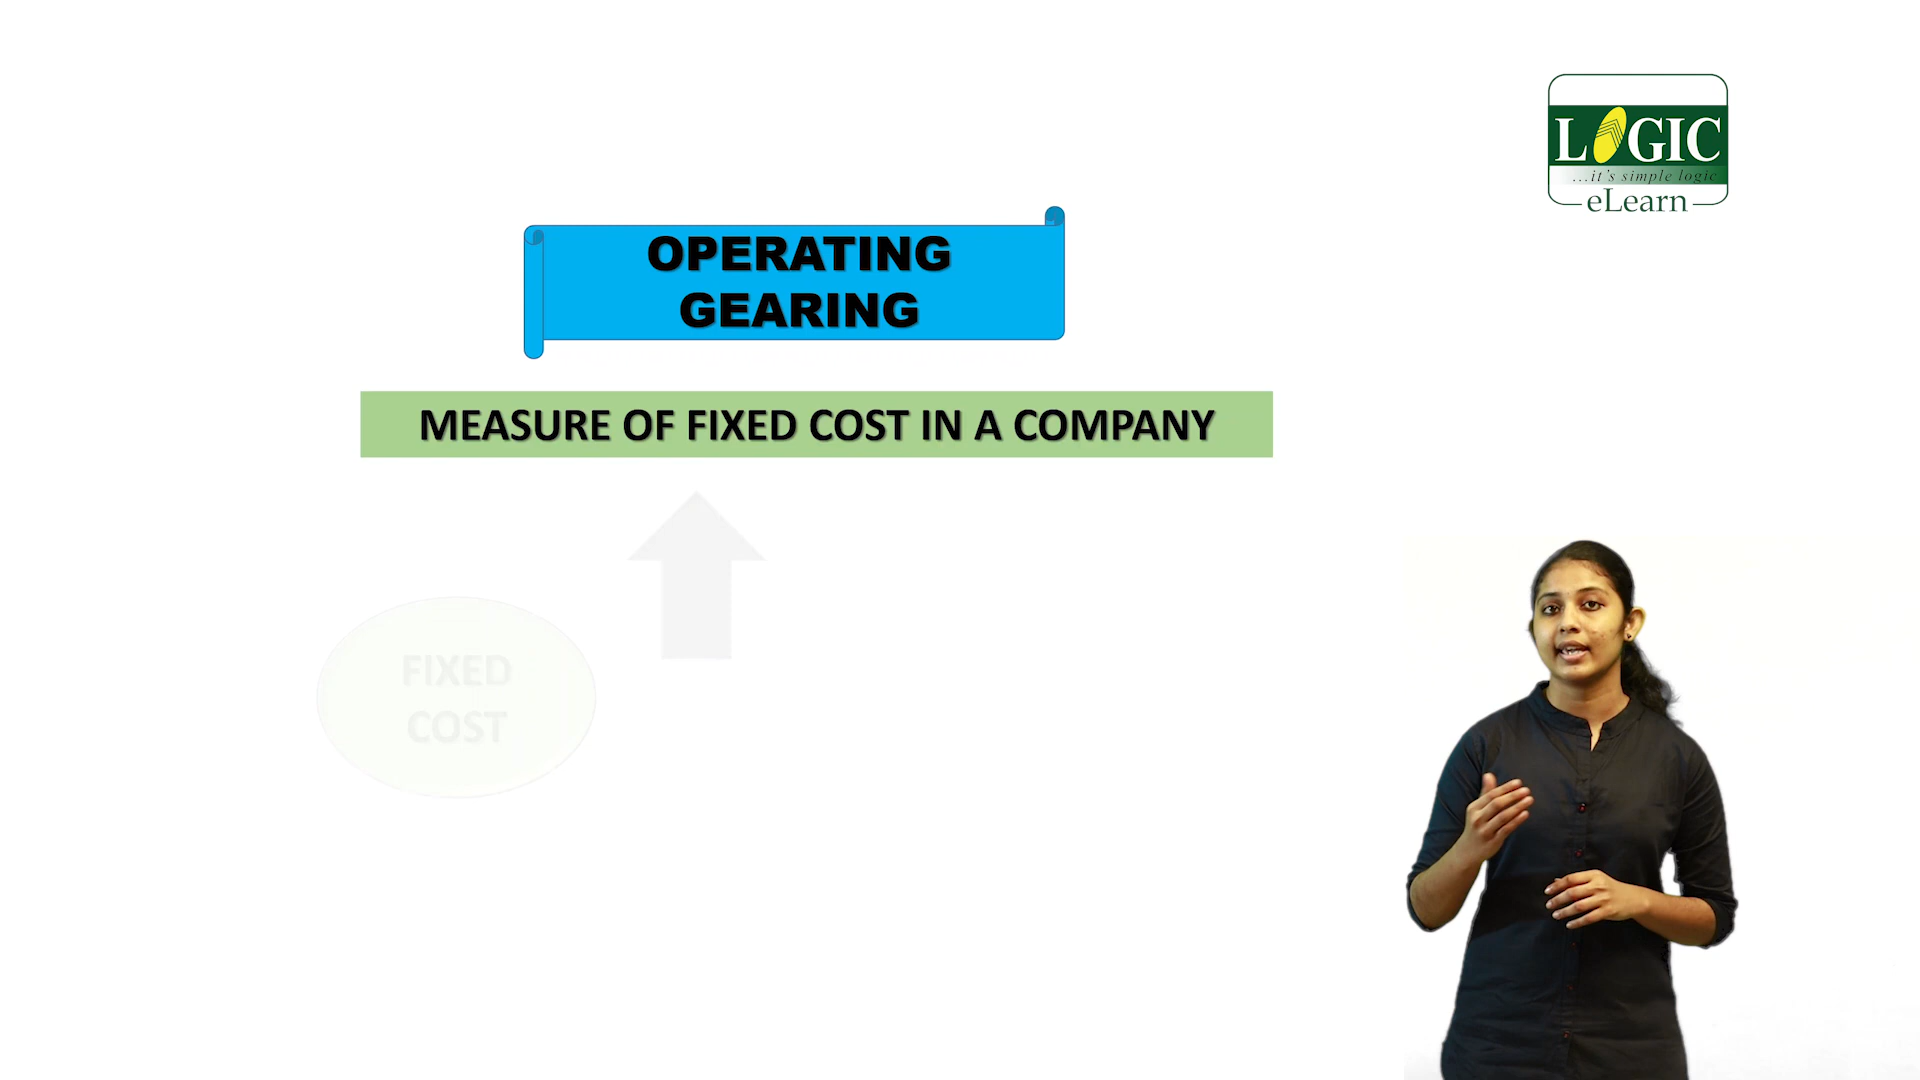 LOGIC
...it's simple logic
eLearn
OPERATING
GEARING
MEASURE OF FIXED COST IN A COMPANY
FIXED
COST